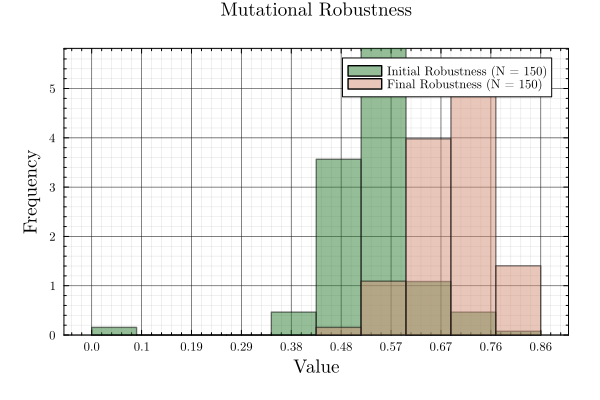 Mutational Robustness
Initial Robustness (N = 150)
Final Robustness (N = 150)
5
4
3
2
1
0
Frequency
0.0 0.1 0.19 0.29 0.38 0.48 0.57 0.67 0.76 0.86
Value